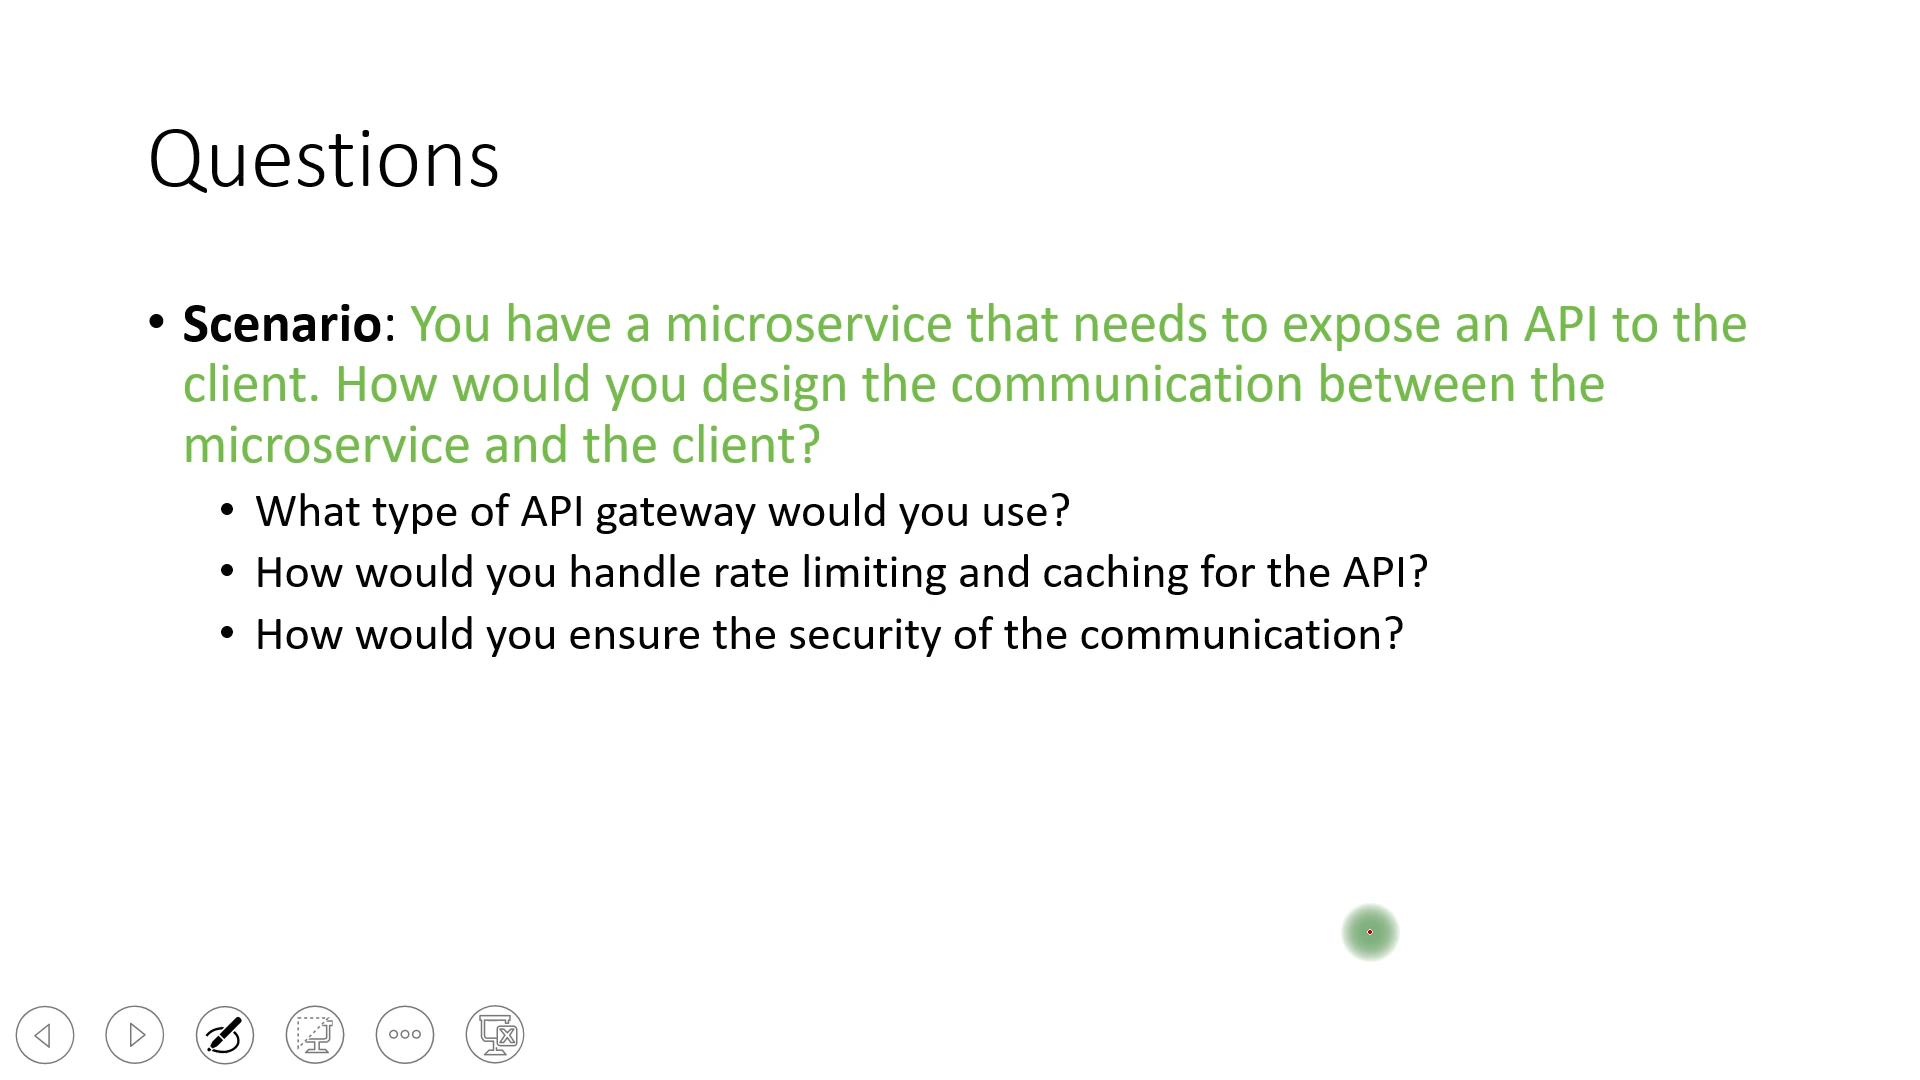 Questions
• Scenario: You have a microservice that needs to expose an API to the
client. How would you design the communication between the
microservice and the client?
• What type of API gateway would you use?
• How would you handle rate limiting and caching for the API?
• How would you ensure the security of the communication?